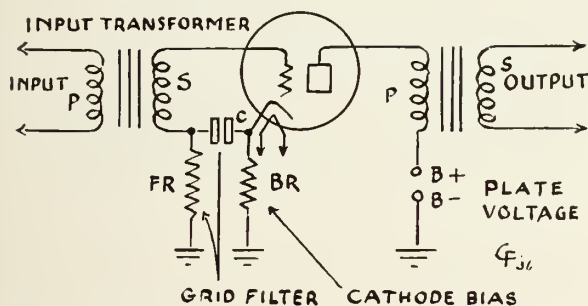 INPUT TRANSFORMER
INPUT
P
S
C
P
S
OUTPUT
FR
BR
B+
B-
PLATE
VOLTAGE
GRID FILTER
CATHODE BIAS